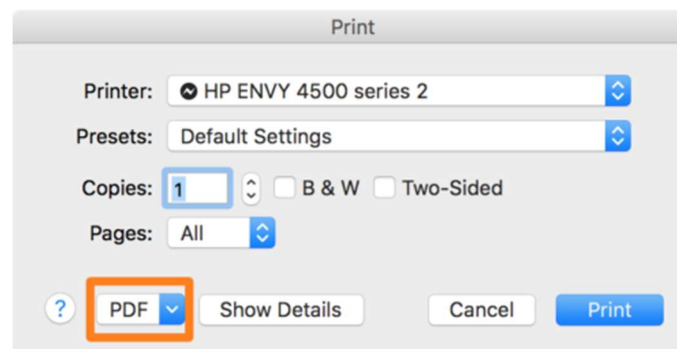 Print
Printer: HP ENVY 4500 series 2
Presets: Default Settings
Copies: 1 B & W Two-Sided
Pages: All
? PDF Show Details Cancel Print